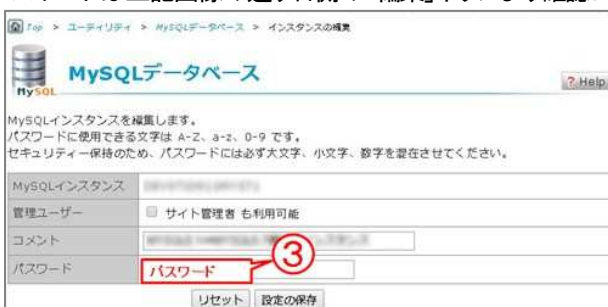 Top > ユーティリティ > MySQLデータベース > インスタンスの編集
MySQL
MySQLデータベース
? Help
MySQLインスタンスを編集します。
パスワードに使用できる文字は A-Z、a-z、0-9 です。
セキュリティー保持のため、パスワードには必ず大文字、小文字、数字を混在させてください。
MySQLインスタンス
管理ユーザー
サイト管理者 も利用可能
コメント
パスワード
パスワード
③
リセット 設定の保存